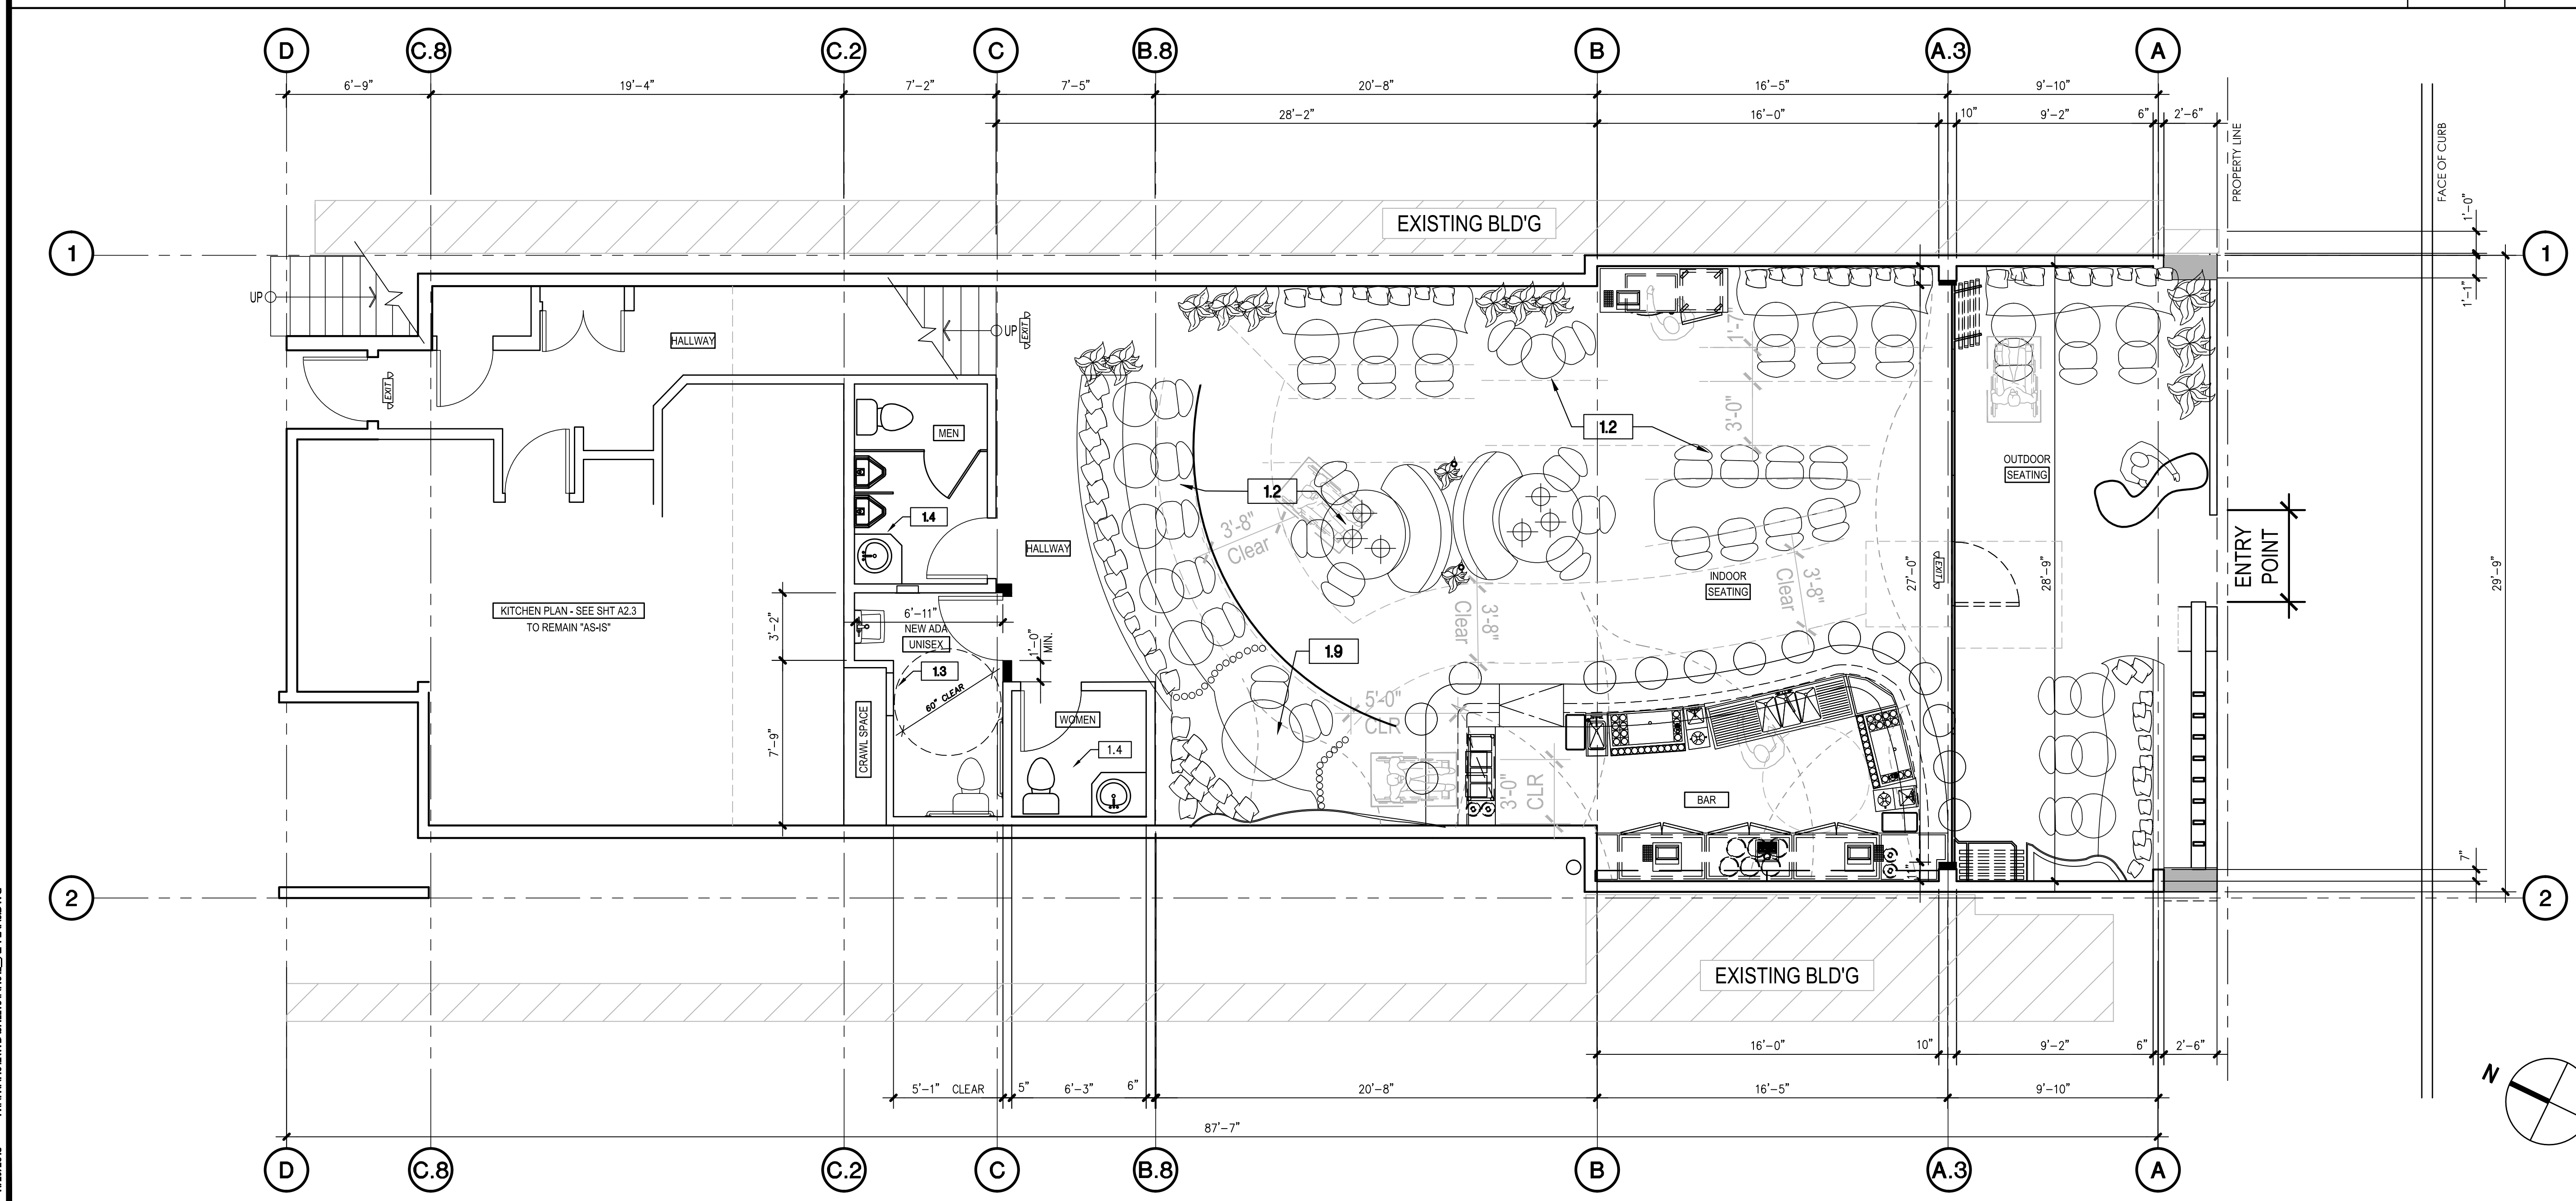 D C.8 C.2 C B.8 B A.3 A
6'-9" 19'-4" 7'-2" 7'-5" 20'-8" 16'-5" 9'-10"
28'-2" 16'-0" 10" 9'-2" 6" 2'-6"
PROPERTY LINE
FACE OF CURB
1'-0"
EXISTING BLD'G
1 1
1'-1"
UP
HALLWAY
UP
EXIT
EXIT
3'-0"
1.2
MEN
OUTDOOR
SEATING
1.2
1.4
3'-8"
Clear
HALLWAY
ENTRY
POINT
EXIT
INDOOR
SEATING
27'-0"
28'-9"
29'-9"
3'-8"
Clear
3'-8"
Clear
KITCHEN PLAN - SEE SHT A2.3
TO REMAIN "AS-IS"
3'-2"
6'-11"
NEW ADA
UNISEX
1'-0"
MIN.
1.9
1.3
60" CLEAR
5'-0"
CLR
WOMEN
1.4
CRAWL SPACE
7'-9"
3'-0"
CLR
BAR
11"
7"
2 2
EXISTING BLD'G
16'-0" 10" 9'-2" 6" 2'-6"
N
5'-1" CLEAR 5" 6'-3" 6" 20'-8" 16'-5" 9'-10"
87'-7"
D C.8 C.2 C B.8 B A.3 A